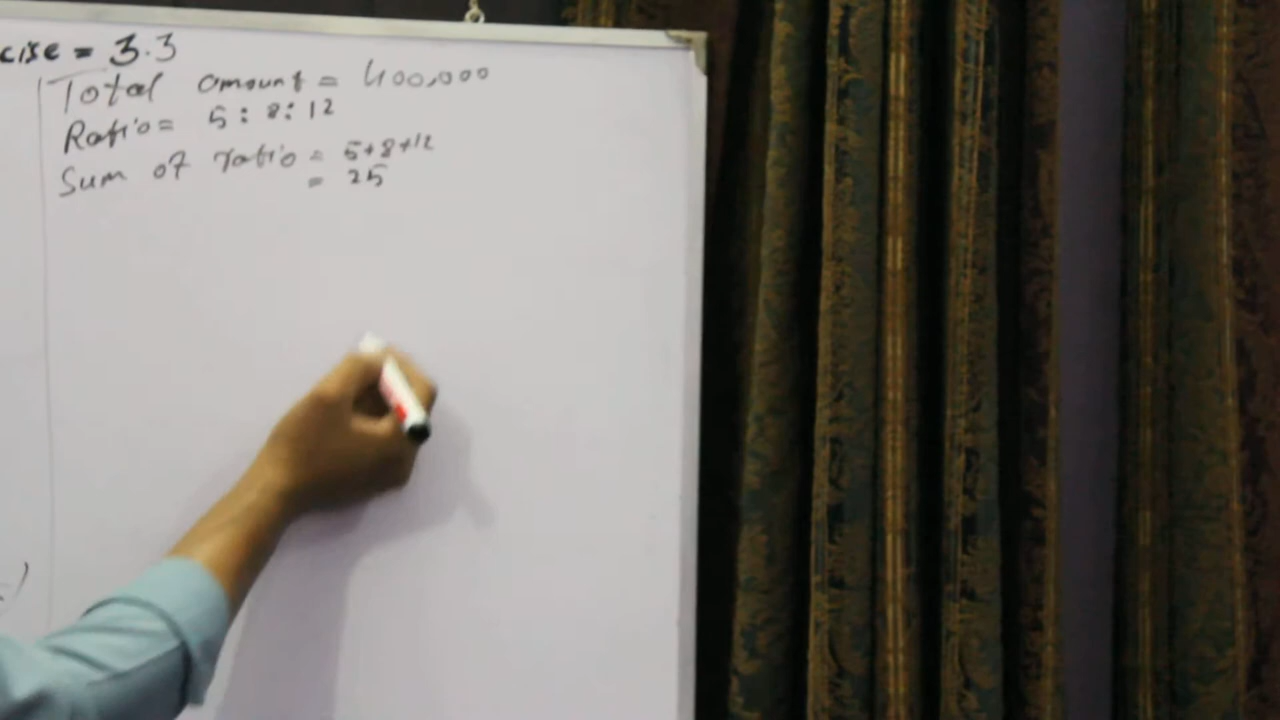 cise = 3.3
Total amount = 400,000
Ratio = 5 : 8 : 12
Sum of ratio = 5+8+12
= 25